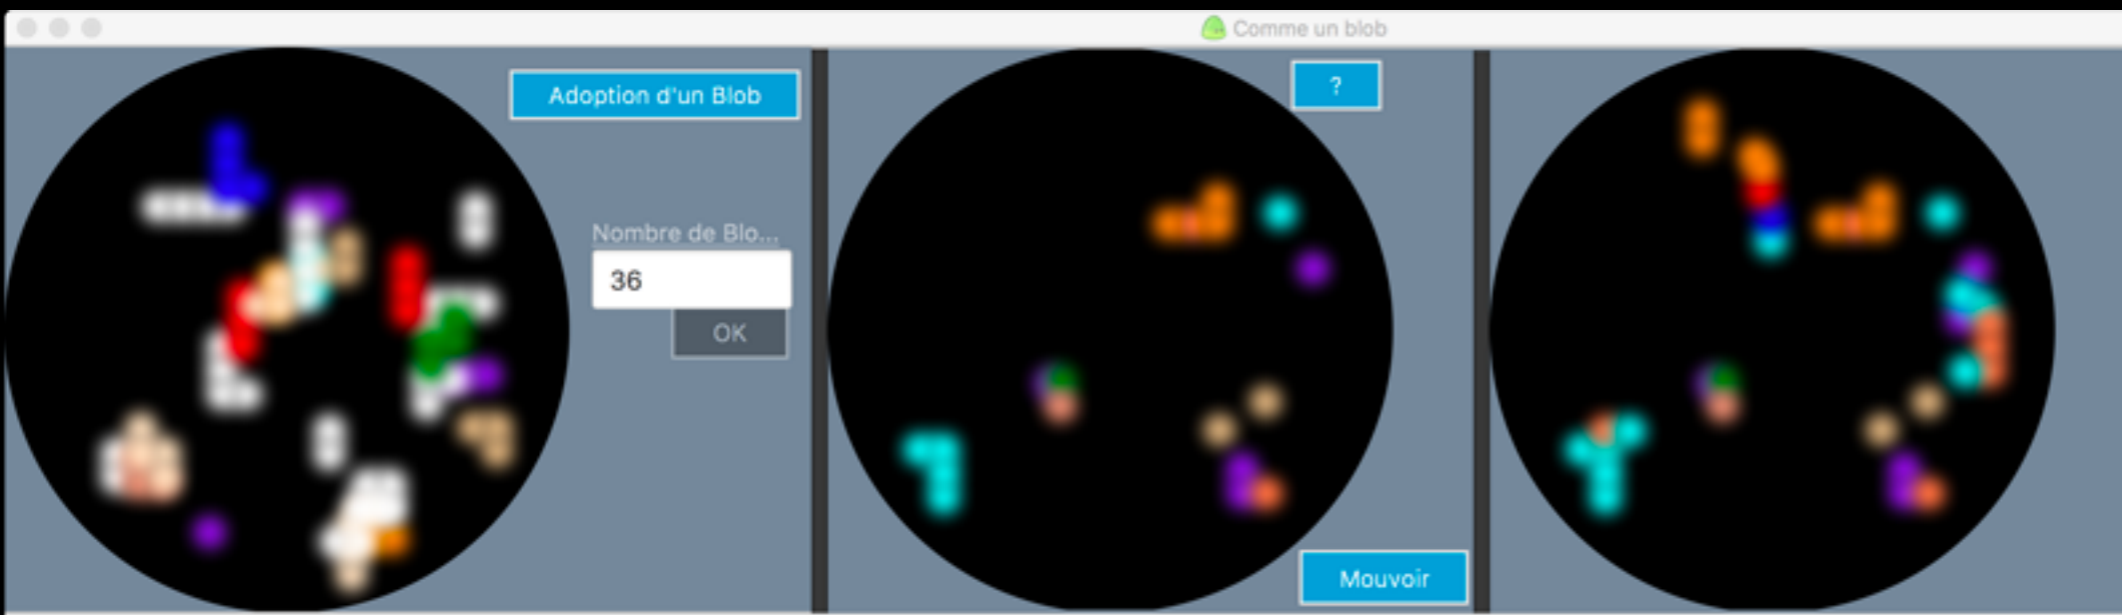 Comme un blob
Adoption d'un Blob
Nombre de Blo...
36
OK
?
Mouvoir